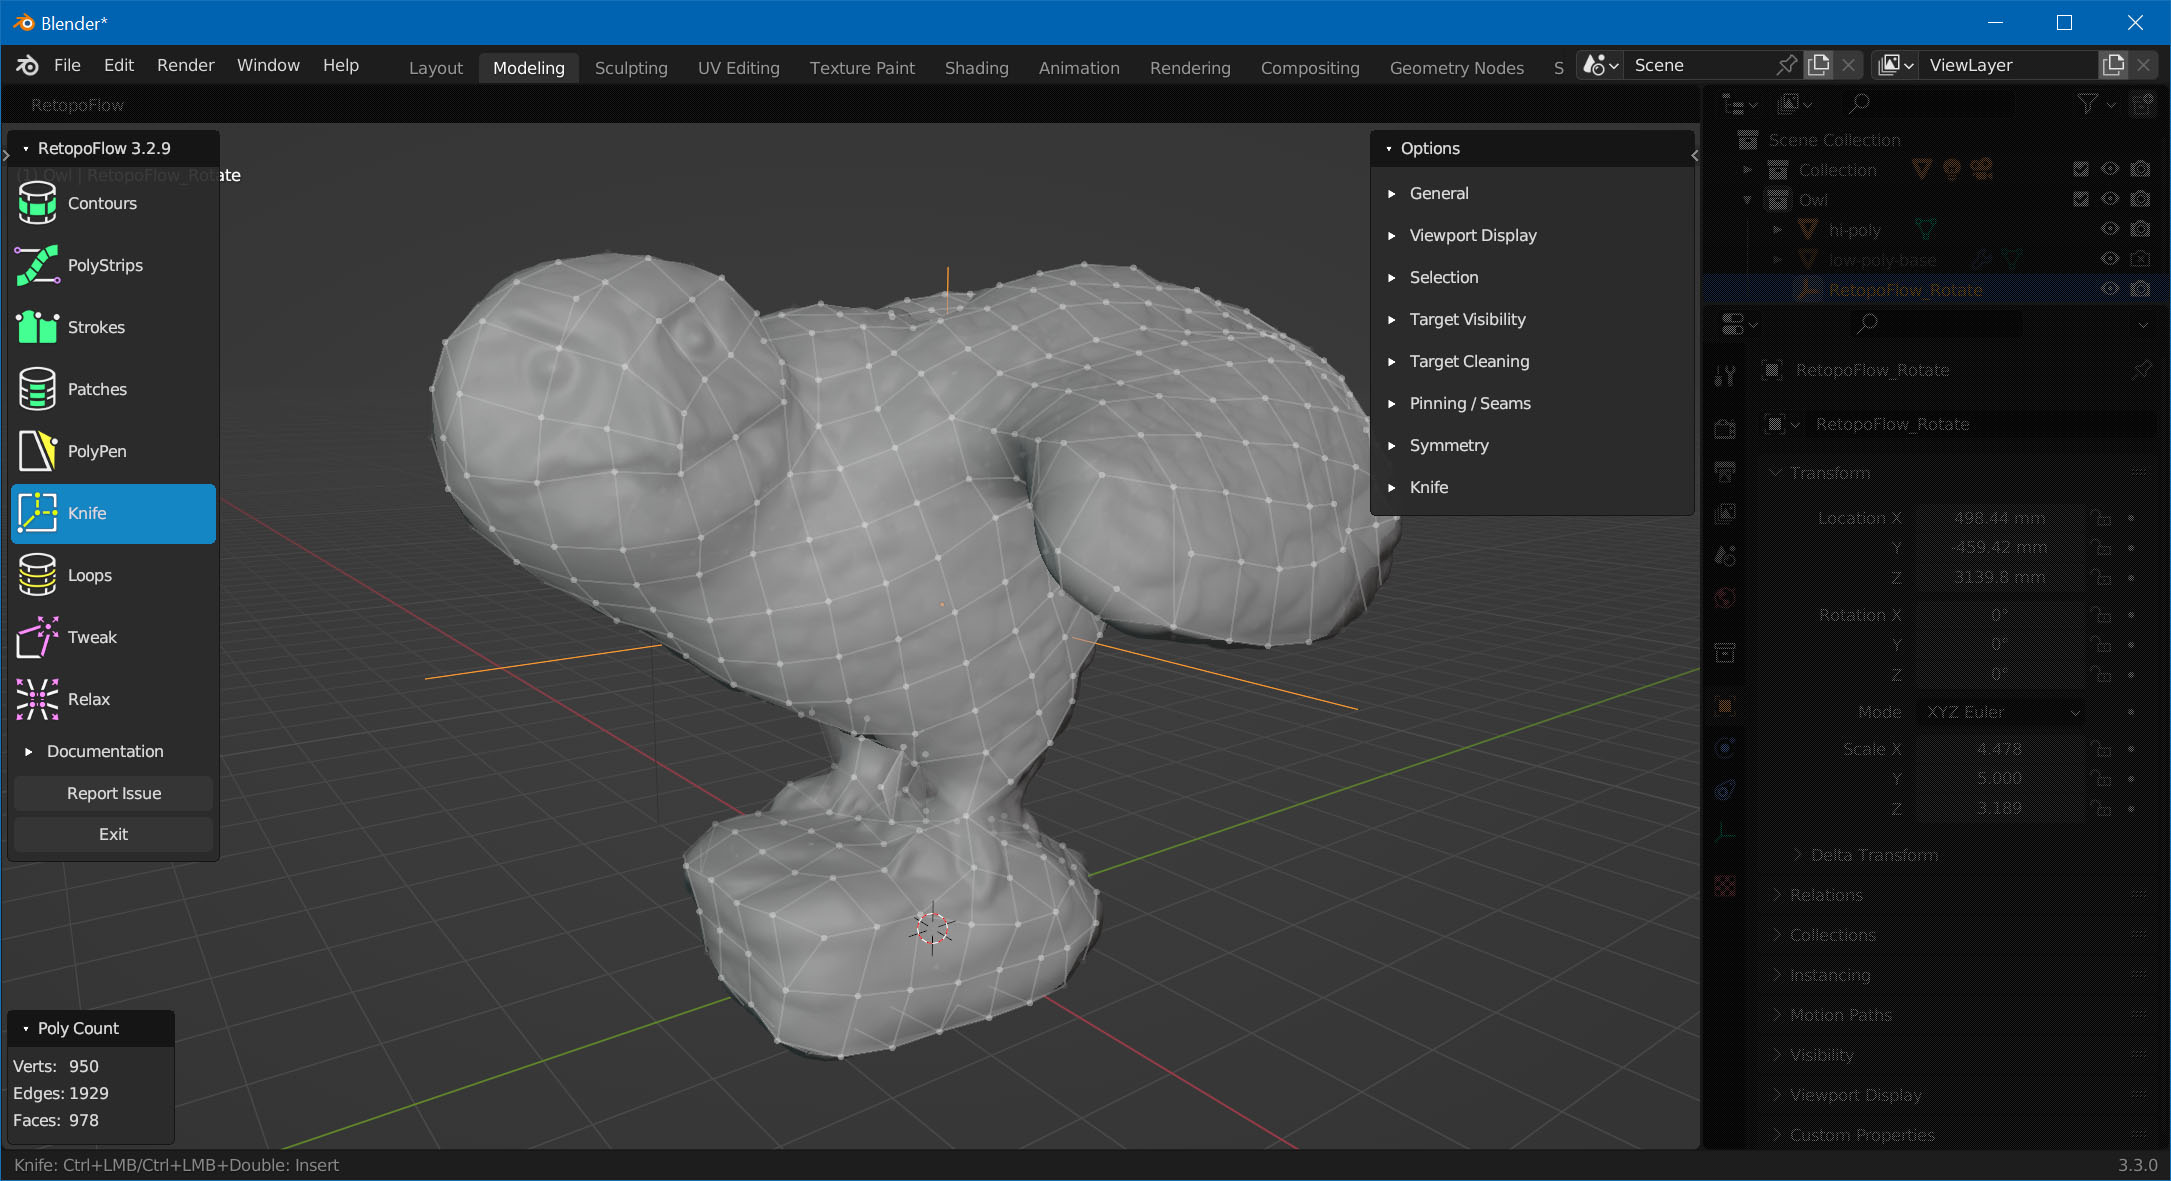 Blender*
File Edit Render Window Help Layout Modeling Sculpting UV Editing Texture Paint Shading Animation Rendering Compositing Geometry Nodes S Scene ViewLayer
RetopoFlow
RetopoFlow 3.2.9
(1) Owl | RetopoFlow_Rotate
Contours
PolyStrips
Strokes
Patches
PolyPen
Knife
Loops
Tweak
Relax
Documentation
Report Issue
Exit
Poly Count
Verts: 950
Edges: 1929
Faces: 978
Options
General
Viewport Display
Selection
Target Visibility
Target Cleaning
Pinning / Seams
Symmetry
Knife
Scene Collection
Collection
Owl
hi-poly
low-poly-base
RetopoFlow_Rotate
RetopoFlow_Rotate
RetopoFlow_Rotate
Transform
Location X 498.44 mm
Y -459.42 mm
Z 3139.8 mm
Rotation X 0°
Y 0°
Z 0°
Mode XYZ Euler
Scale X 4.478
Y 5.000
Z 3.189
Delta Transform
Relations
Collections
Instancing
Motion Paths
Visibility
Viewport Display
Custom Properties
Knife: Ctrl+LMB/Ctrl+LMB+Double: Insert
3.3.0